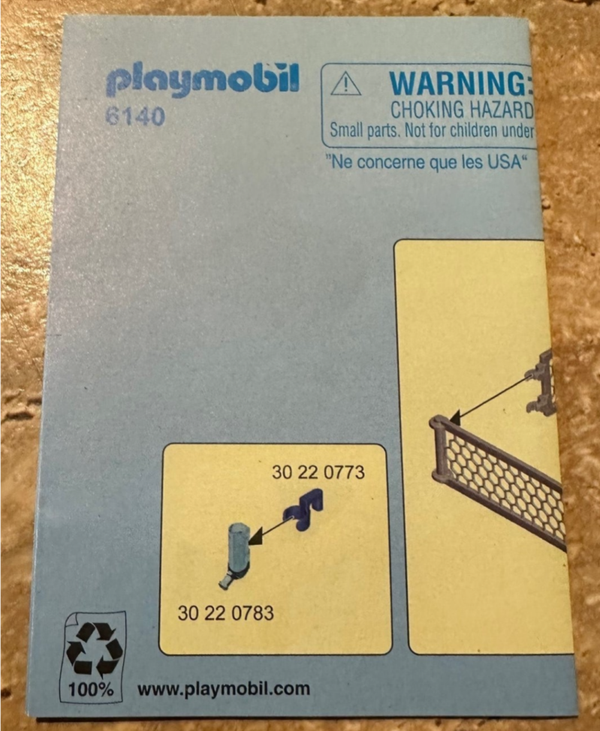 playmobil
6140
WARNING:
CHOKING HAZARD
Small parts. Not for children under
"Ne concerne que les USA"
30 22 0773
30 22 0783
100%
www.playmobil.com